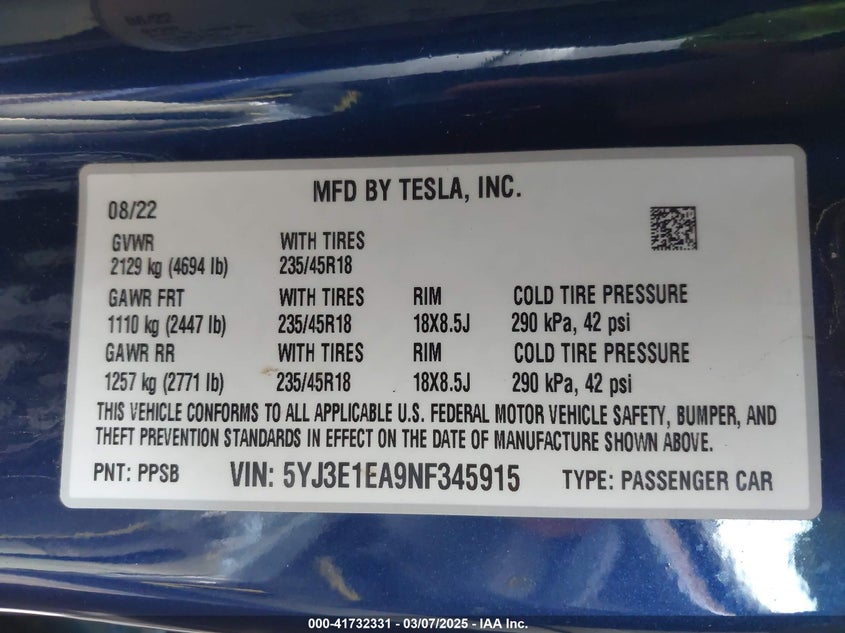 MFD BY TESLA, INC.
08/22
GVWR WITH TIRES
2129 kg (4694 lb) 235/45R18
GAWR FRT WITH TIRES RIM COLD TIRE PRESSURE
1110 kg (2447 lb) 235/45R18 18X8.5J 290 kPa, 42 psi
GAWR RR WITH TIRES RIM COLD TIRE PRESSURE
1257 kg (2771 lb) 235/45R18 18X8.5J 290 kPa, 42 psi
THIS VEHICLE CONFORMS TO ALL APPLICABLE U.S. FEDERAL MOTOR VEHICLE SAFETY, BUMPER, AND
THEFT PREVENTION STANDARDS IN EFFECT ON THE DATE OF MANUFACTURE SHOWN ABOVE.
PNT: PPSB VIN: 5YJ3E1EA9NF345915 TYPE: PASSENGER CAR
000-41732331 - 03/07/2025 - IAA Inc.